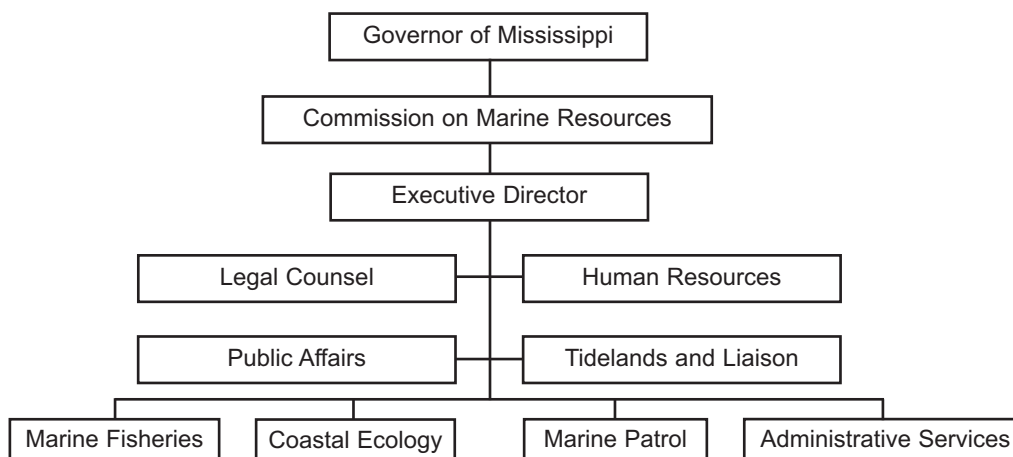 Governor of Mississippi
Commission on Marine Resources
Executive Director
Legal Counsel
Human Resources
Public Affairs
Tidelands and Liaison
Marine Fisheries
Coastal Ecology
Marine Patrol
Administrative Services